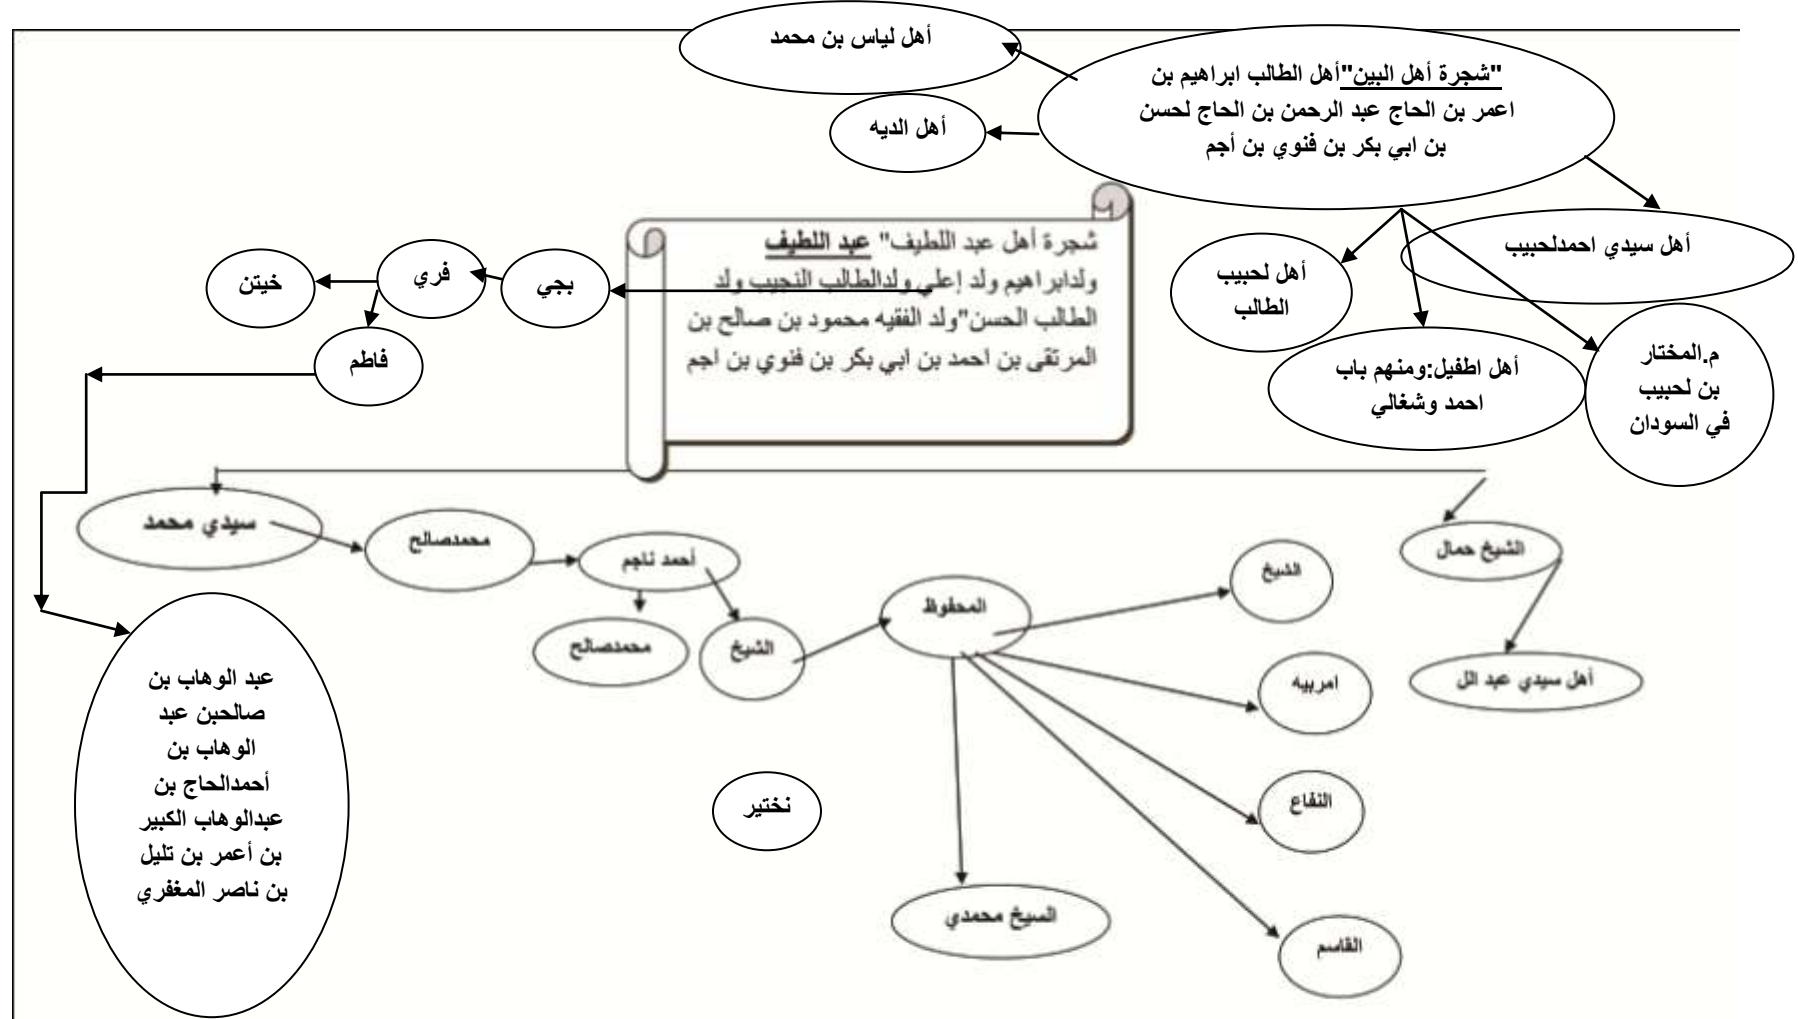 أهل لياس بن محمد
"شجرة أهل البين"أهل الطالب ابراهيم بن
اعمر بن الحاج عبد الرحمن بن الحاج لحسن
بن ابي بكر بن فنوي بن أجم
أهل الديه
أهل سيدي احمدلحبيب
أهل لحبيب
الطالب
أهل اطفيل:ومنهم باب
احمد وشغالي
م.المختار
بن لحبيب
في السودان
شجرة أهل عبد اللطيف" عبد اللطيف
ولدابراهيم ولد إعلي ولدالطالب النجيب ولد
الطالب الحسن"ولد الفقيه محمود بن صالح بن
المرتقى بن احمد بن ابي بكر بن فنوي بن اجم
بجي
فري
خيتن
فاطم
سيدي محمد
محمدصالح
أحمد ناجم
محمدصالح
الشيخ
المحفوظ
الشيخ
امربيه
النفاع
القاسم
السيخ محمدي
الشيخ حمال
أهل سيدي عبد الل
نختير
عبد الوهاب بن
صالحبن عبد
الوهاب بن
أحمدالحاج بن
عبدالوهاب الكبير
بن أعمر بن تليل
بن ناصر المغفري